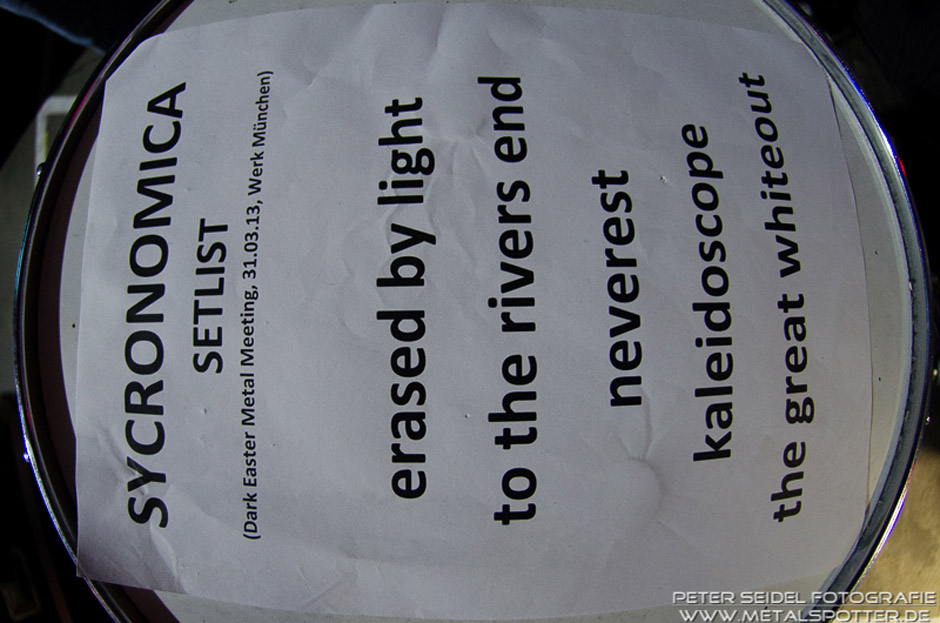 SYCRONOMICA
SETLIST
(Dark Easter Metal Meeting, 31.03.13, Werk München)
erased by light
to the rivers end
neverest
kaleidoscope
the great whiteout
PETER SEIDEL FOTOGRAFIE
WWW.METALSPOTTER.DE